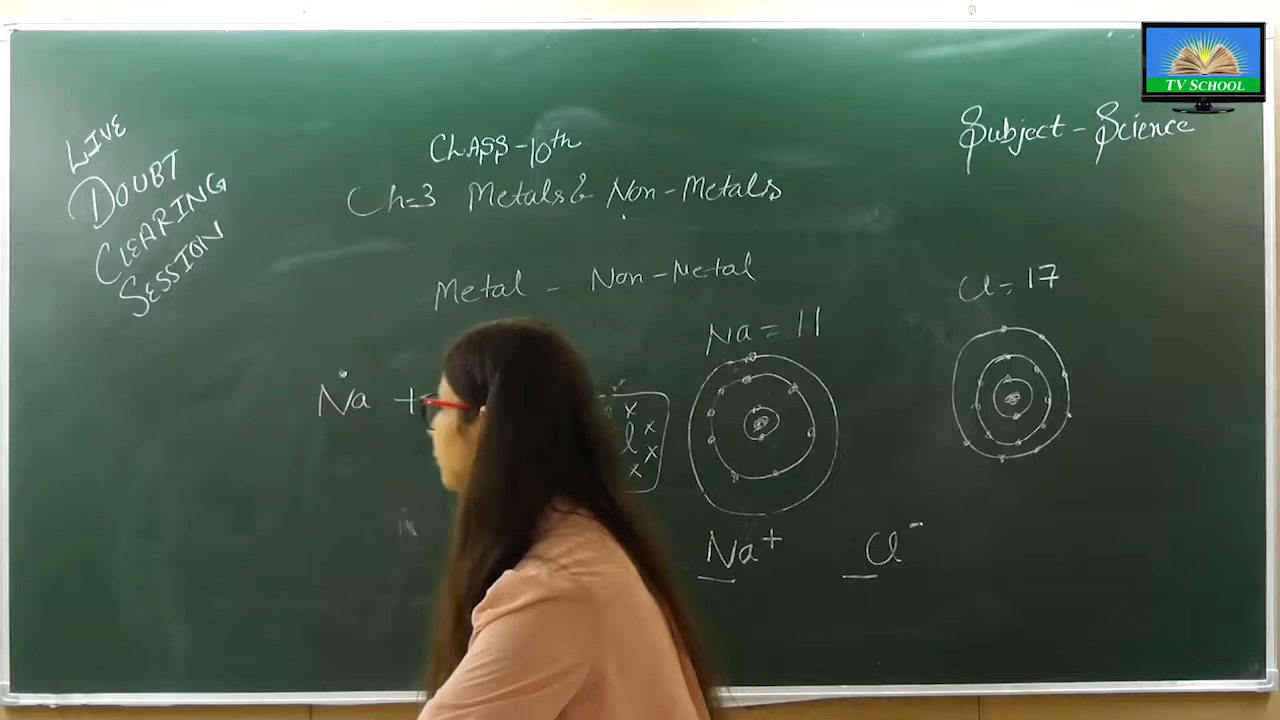 TV SCHOOL
LIVE
DOUBT
CLEARING
SESSION
CLASS-10th
Subject - Science
Ch=3 Metals & Non-Metals
Metal - Non-Metal
Na = 11
Cl = 17
Na +
x
x
l x
x
x
Na+ Cl-